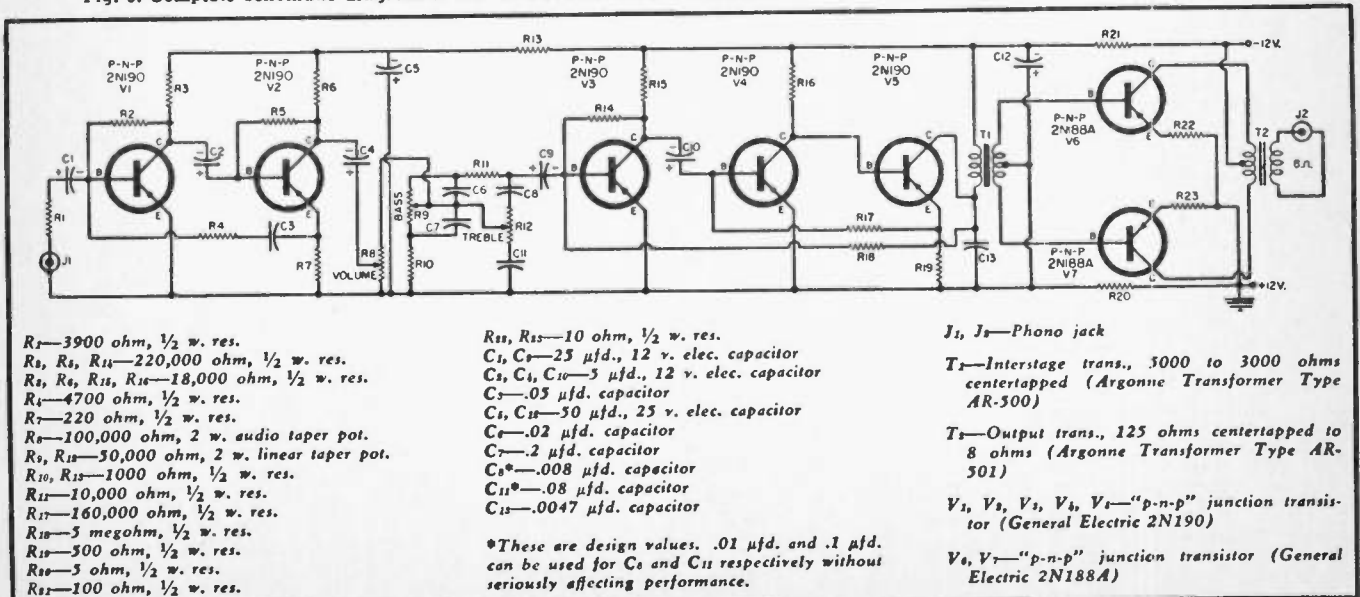 R13
R21
-12V.
P-N-P
2N190
V1
R3
P-N-P
2N190
V2
R6
C5
P-N-P
2N190
V3
R15
P-N-P
2N190
V4
R16
P-N-P
2N190
V5
C12
R2
R5
R14
C
C1
B
C2
C4
R11
C9
C10
T1
P-N-P
2N188A
V6
R22
T2
J2
8Ω
BASS
R9
C6
C8
C7
TREBLE
R12
R1
R4
C3
E
R17
R18
R23
J1
R7
R8
VOLUME
R10
C11
R19
C13
P-N-P
2N188A
V7
R20
+12V.
R₁—3900 ohm, ½ w. res.
R₂, R₅, R₁₄—220,000 ohm, ½ w. res.
R₃, R₆, R₁₅, R₁₆—18,000 ohm, ½ w. res.
R₄—4700 ohm, ½ w. res.
R₇—220 ohm, ½ w. res.
R₈—100,000 ohm, 2 w. audio taper pot.
R₉, R₁₂—50,000 ohm, 2 w. linear taper pot.
R₁₀, R₁₃—1000 ohm, ½ w. res.
R₁₁—10,000 ohm, ½ w. res.
R₁₇—160,000 ohm, ½ w. res.
R₁₈—5 megohm, ½ w. res.
R₁₉—500 ohm, ½ w. res.
R₂₀—5 ohm, ½ w. res.
R₂₁—100 ohm, ½ w. res.
R₂₂, R₂₃—10 ohm, ½ w. res.
C₁, C₉—25 μfd., 12 v. elec. capacitor
C₂, C₄, C₁₀—5 μfd., 12 v. elec. capacitor
C₃—.05 μfd. capacitor
C₅, C₁₂—50 μfd., 25 v. elec. capacitor
C₆—.02 μfd. capacitor
C₇—.2 μfd. capacitor
C₈*—.008 μfd. capacitor
C₁₁*—.08 μfd. capacitor
C₁₃—.0047 μfd. capacitor
*These are design values. .01 μfd. and .1 μfd.
can be used for C₈ and C₁₁ respectively without
seriously affecting performance.
J₁, J₂—Phono jack
T₁—Interstage trans., 5000 to 3000 ohms
centertapped (Argonne Transformer Type
AR-500)
T₂—Output trans., 125 ohms centertapped to
8 ohms (Argonne Transformer Type AR-
501)
V₁, V₂, V₃, V₄, V₅—"p-n-p" junction transis-
tor (General Electric 2N190)
V₆, V₇—"p-n-p" junction transistor (General
Electric 2N188A)